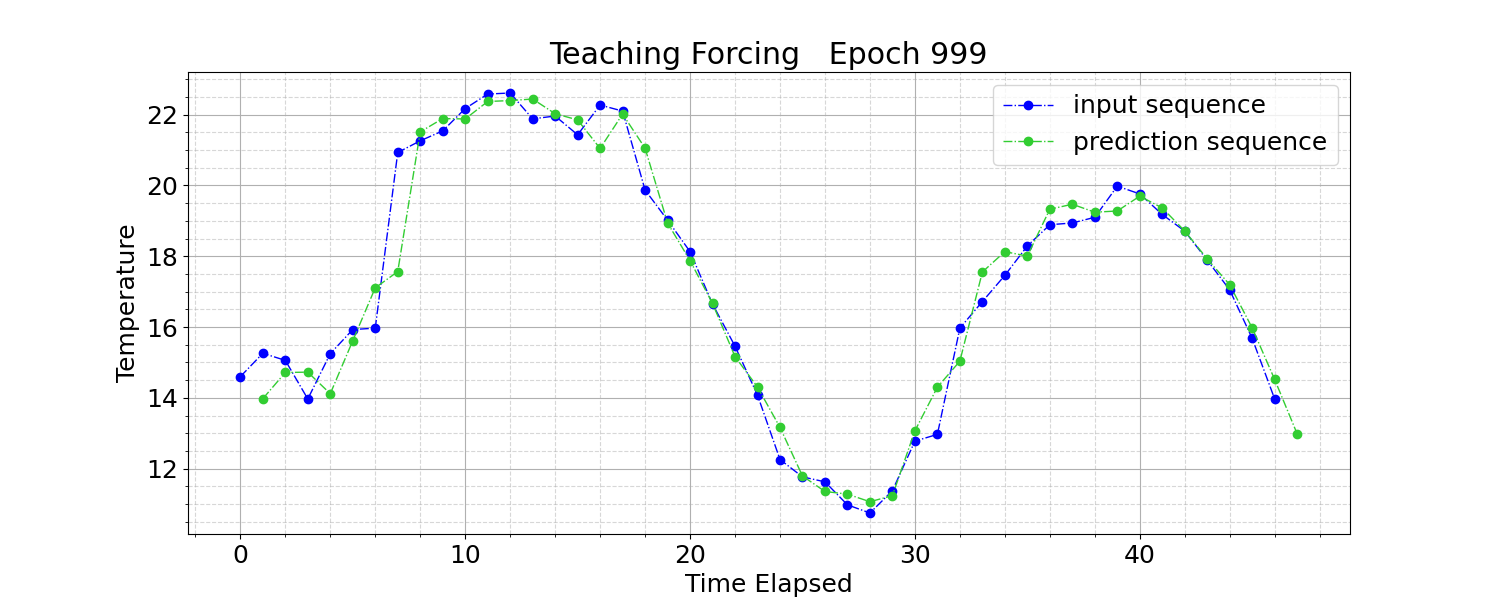 Teaching Forcing   Epoch 999
input sequence
prediction sequence
22
20
18
16
14
12
Temperature
0 10 20 30 40
Time Elapsed